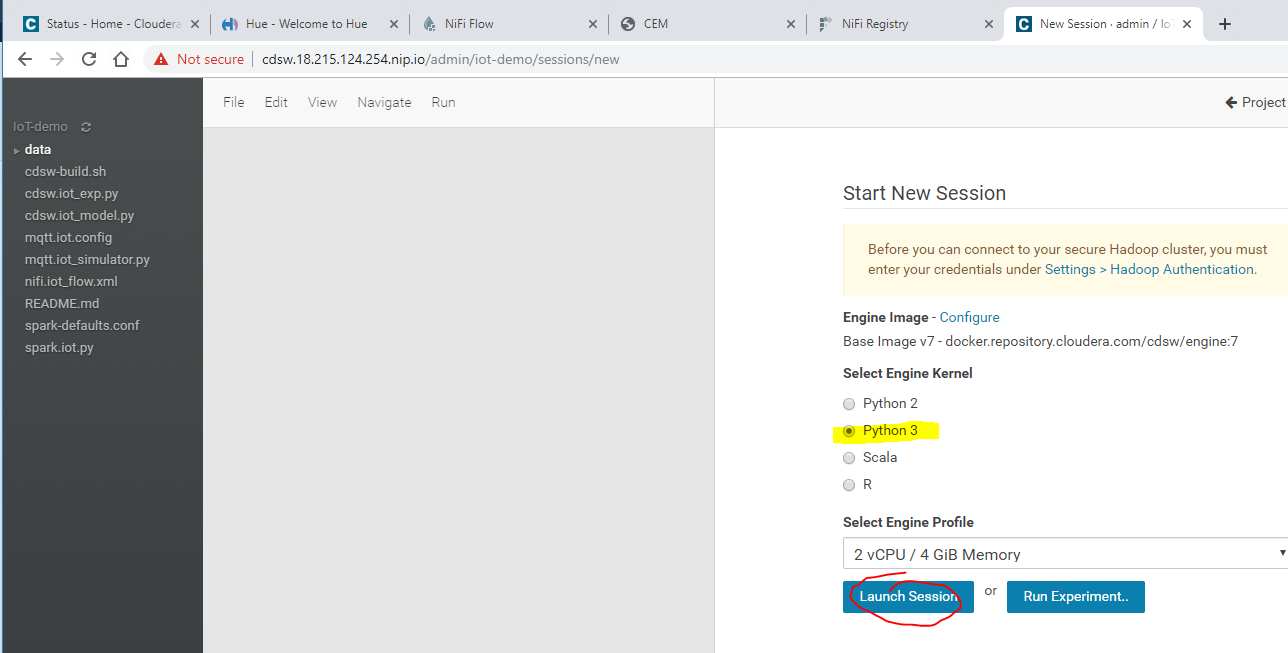 Status - Home - Cloudera
Hue - Welcome to Hue
NiFi Flow
CEM
NiFi Registry
New Session · admin / Io
Not secure
cdsw.18.215.124.254.nip.io/admin/iot-demo/sessions/new
File Edit View Navigate Run
Project
IoT-demo
data
cdsw-build.sh
cdsw.iot_exp.py
cdsw.iot_model.py
mqtt.iot.config
mqtt.iot_simulator.py
nifi.iot_flow.xml
README.md
spark-defaults.conf
spark.iot.py
Start New Session
Before you can connect to your secure Hadoop cluster, you must
enter your credentials under Settings > Hadoop Authentication.
Engine Image - Configure
Base Image v7 - docker.repository.cloudera.com/cdsw/engine:7
Select Engine Kernel
Python 2
Python 3
Scala
R
Select Engine Profile
2 vCPU / 4 GiB Memory
Launch Session or Run Experiment..